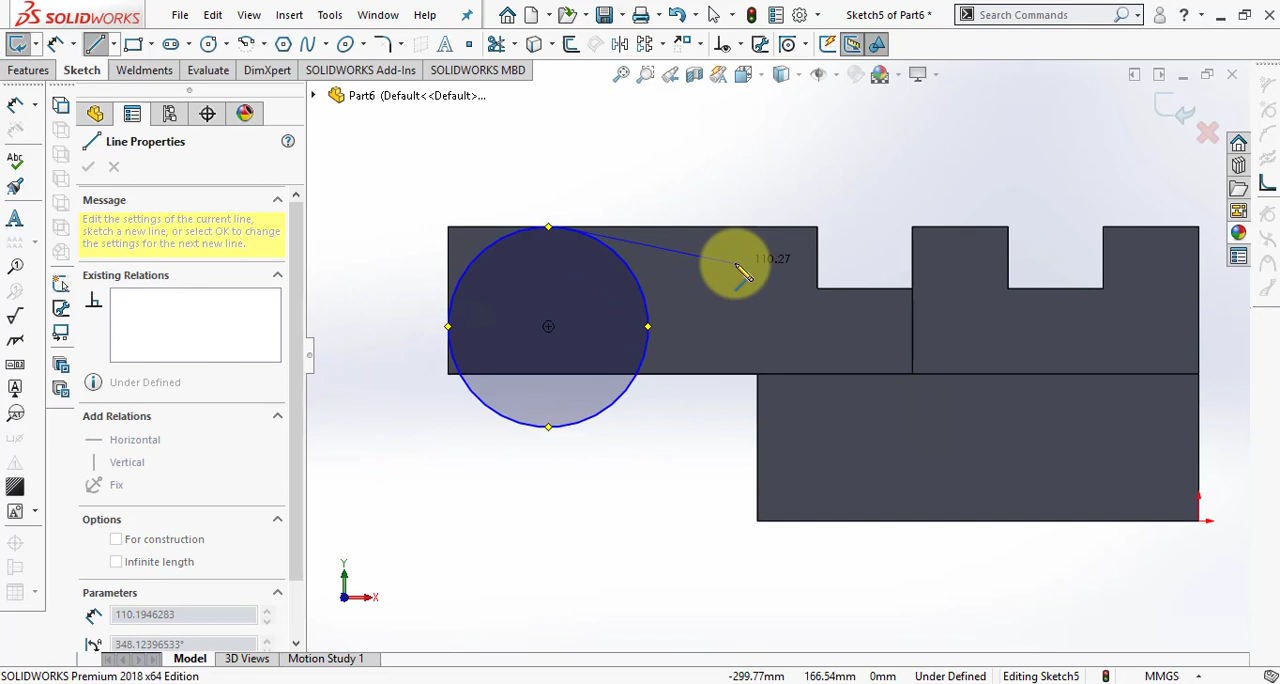 SOLIDWORKS
File Edit View Insert Tools Window Help
Sketch5 of Part6 *
Search Commands
Features Sketch Weldments Evaluate DimXpert SOLIDWORKS Add-Ins SOLIDWORKS MBD
Part6 (Default<<Default>...
Line Properties
Message
Edit the settings of the current line,
sketch a new line, or select OK to change
the settings for the next new line.
Existing Relations
Under Defined
Add Relations
Horizontal
Vertical
Fix
Options
For construction
Infinite length
Parameters
110.1946283
348.12396533°
110.27
Abc
Y
X
Model 3D Views Motion Study 1
SOLIDWORKS Premium 2018 x64 Edition
-299.77mm 166.54mm 0mm Under Defined Editing Sketch5 MMGS